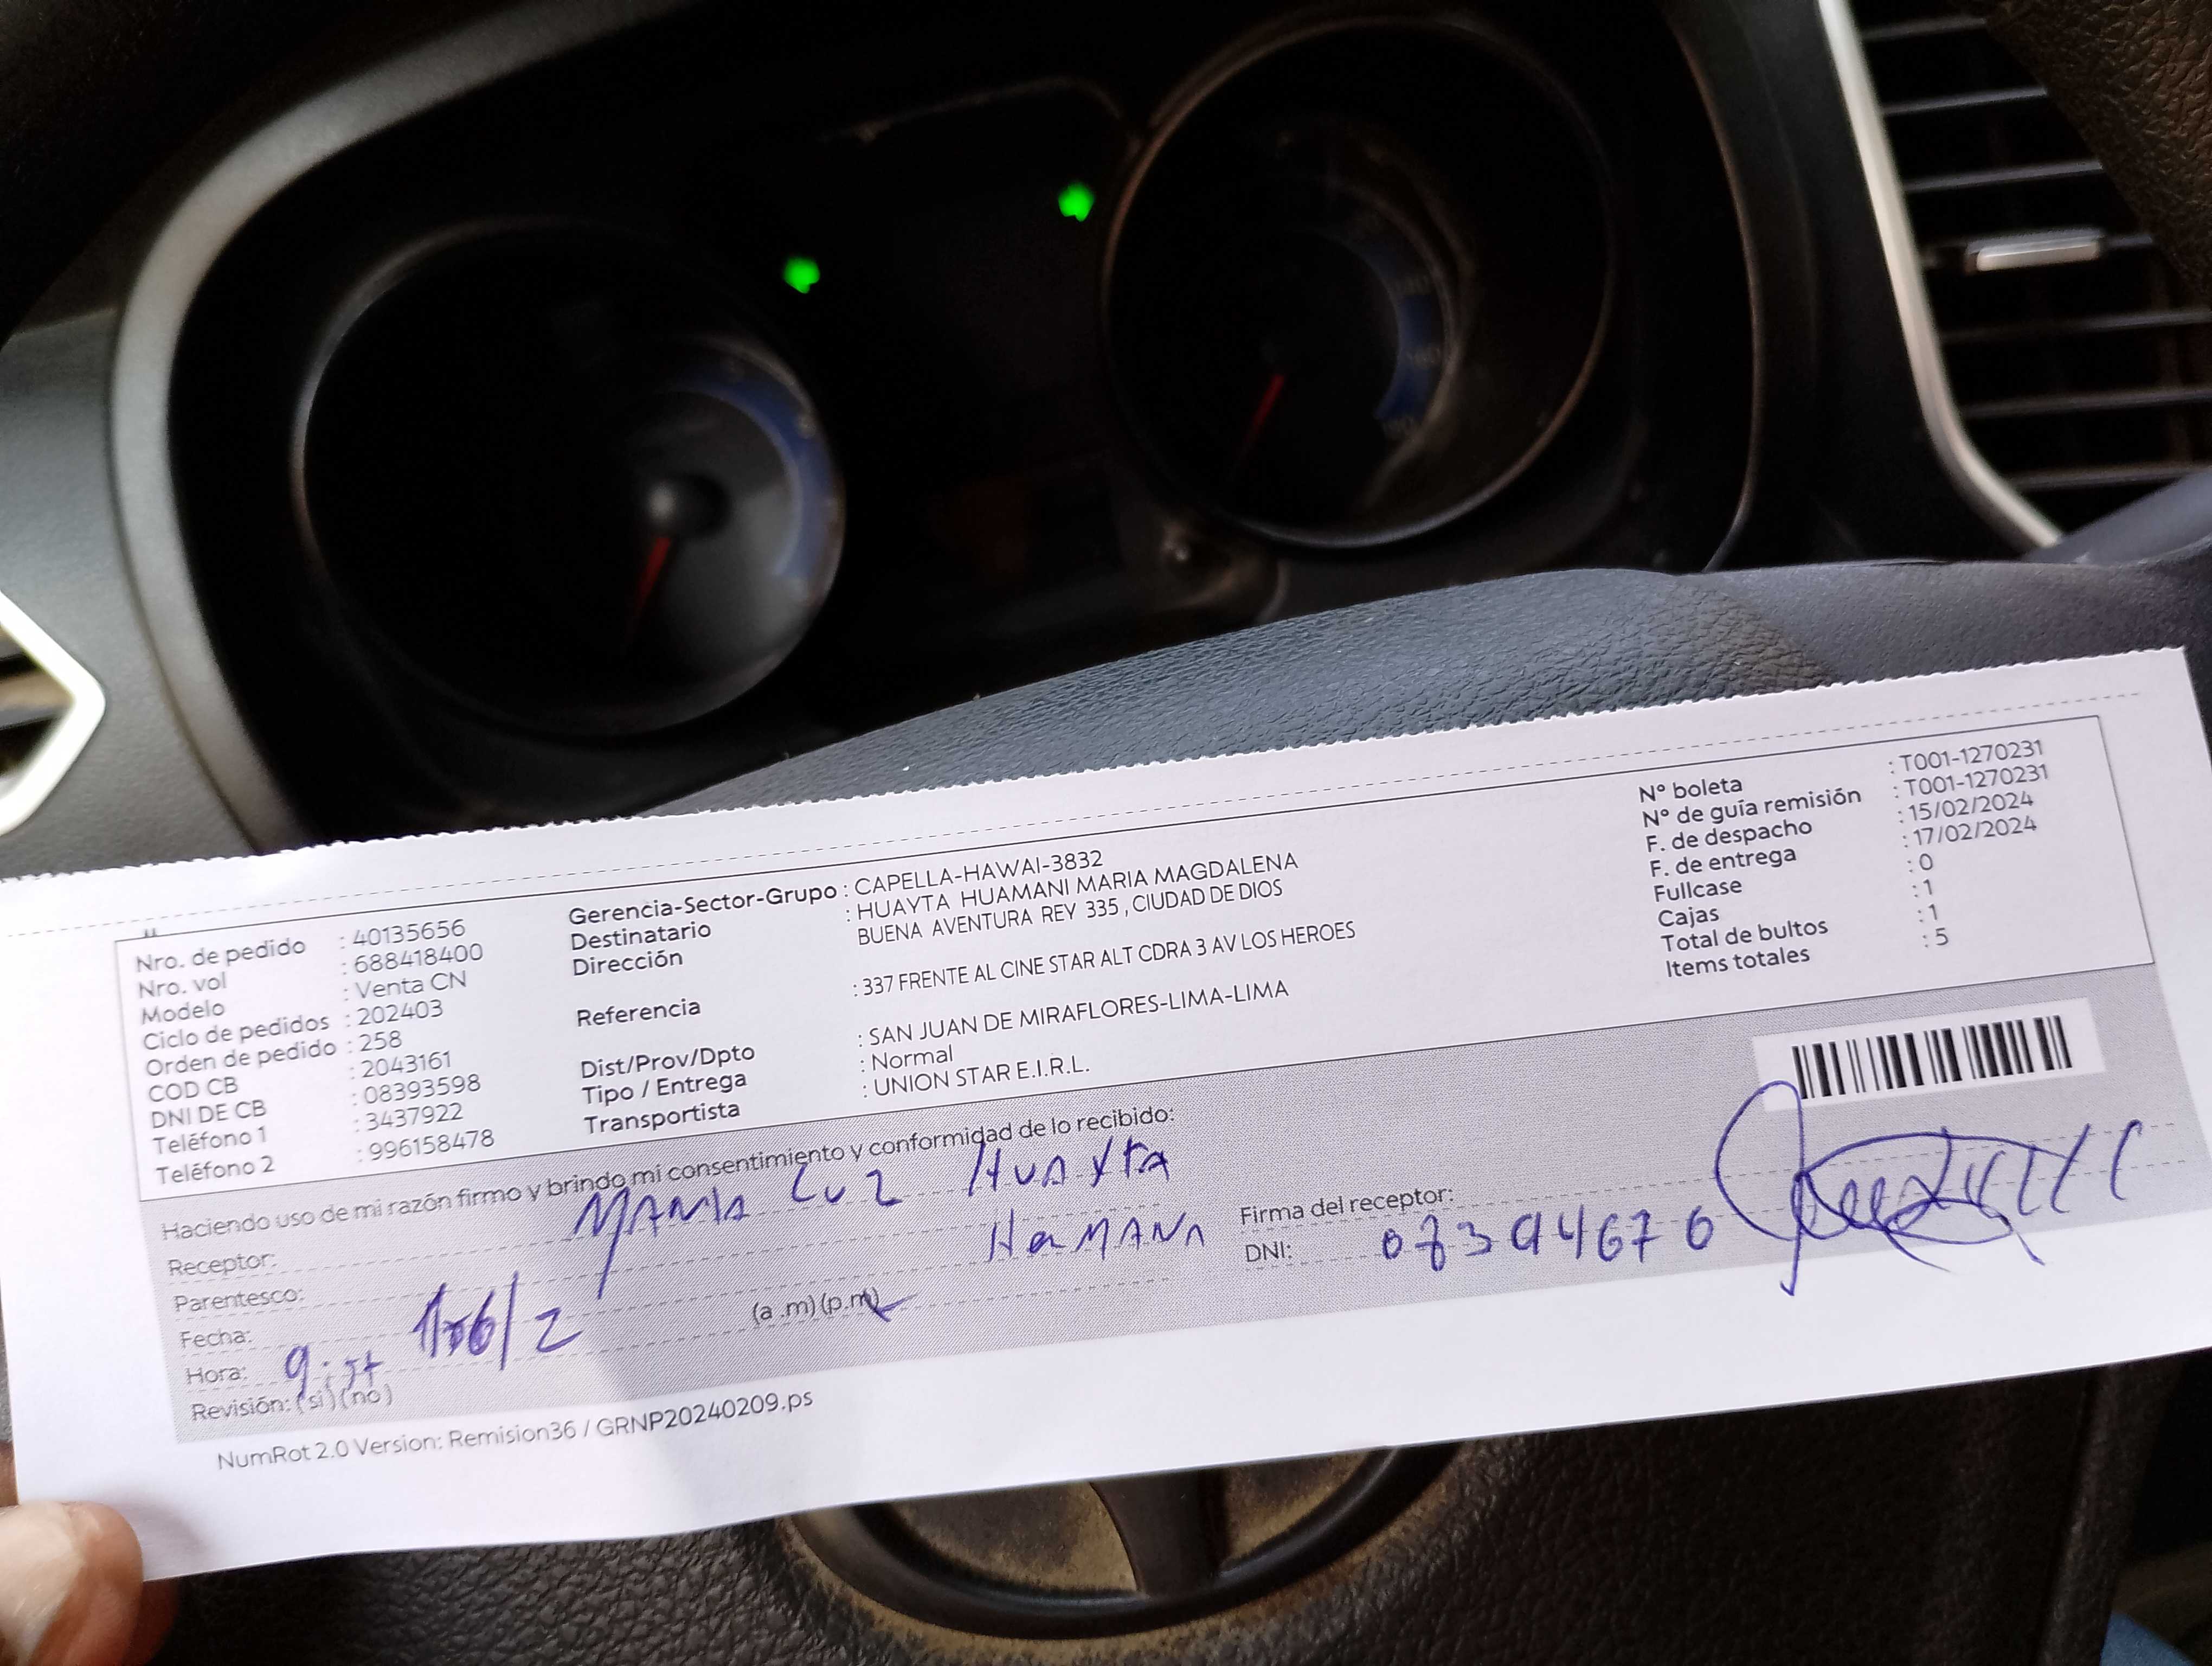 Nro. de pedido : 40135656
Nro. vol : 688418400
Modelo : Venta CN
Ciclo de pedidos : 202403
Orden de pedido : 258
COD CB : 2043161
DNI DE CB : 08393598
Teléfono 1 : 3437922
Teléfono 2 : 996158478
Gerencia-Sector-Grupo : CAPELLA-HAWAI-3832
Destinatario : HUAYTA HUAMANI MARIA MAGDALENA
Dirección BUENA AVENTURA REY 335 , CIUDAD DE DIOS
Referencia : 337 FRENTE AL CINE STAR ALT CDRA 3 AV LOS HEROES
Dist/Prov/Dpto : SAN JUAN DE MIRAFLORES-LIMA-LIMA
Tipo / Entrega : Normal
Transportista : UNION STAR E.I.R.L.
N° boleta : T001-1270231
N° de guía remisión : T001-1270231
F. de despacho : 15/02/2024
F. de entrega : 17/02/2024
Fullcase : 0
Cajas : 1
Total de bultos : 1
Items totales : 5
Haciendo uso de mi razón firmo y brindo mi consentimiento y conformidad de lo recibido:
Receptor: MARIA LUZ HUAYTA
Parentesco: HERMANA
Fecha:
Hora: (a .m) (p.m)
Revisión: (si) (no)
Firma del receptor:
DNI: 08394676
NumRot 2.0 Version: Remision36 / GRNP20240209.ps